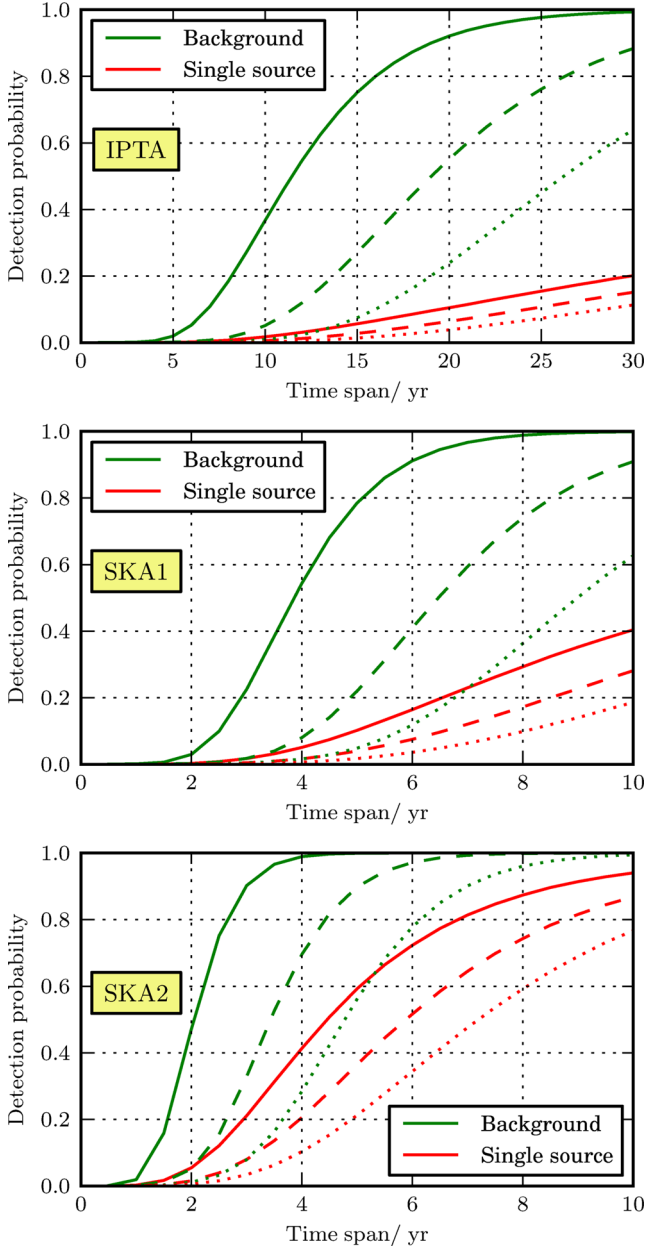 1.0
0.8
0.6
0.4
0.2
0.0
Detection probability
Background
Single source
IPTA
0 5 10 15 20 25 30
Time span/ yr
1.0
0.8
0.6
0.4
0.2
0.0
Detection probability
Background
Single source
SKA1
0 2 4 6 8 10
Time span/ yr
1.0
0.8
0.6
0.4
0.2
0.0
Detection probability
SKA2
Background
Single source
0 2 4 6 8 10
Time span/ yr